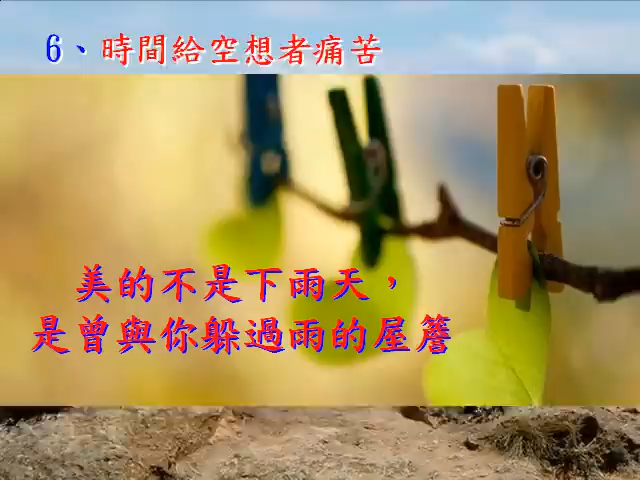 6、時間給空想者痛苦
美的不是下雨天，
是曾與你躲過雨的屋簷